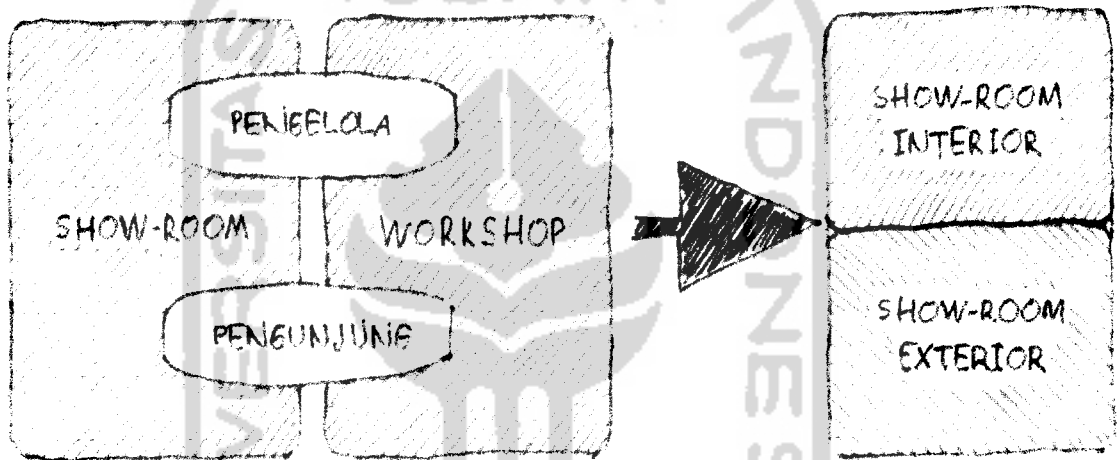 PENGELOLA
SHOW-ROOM
WORKSHOP
PENGUNJUNG
SHOW-ROOM
INTERIOR
SHOW-ROOM
EXTERIOR